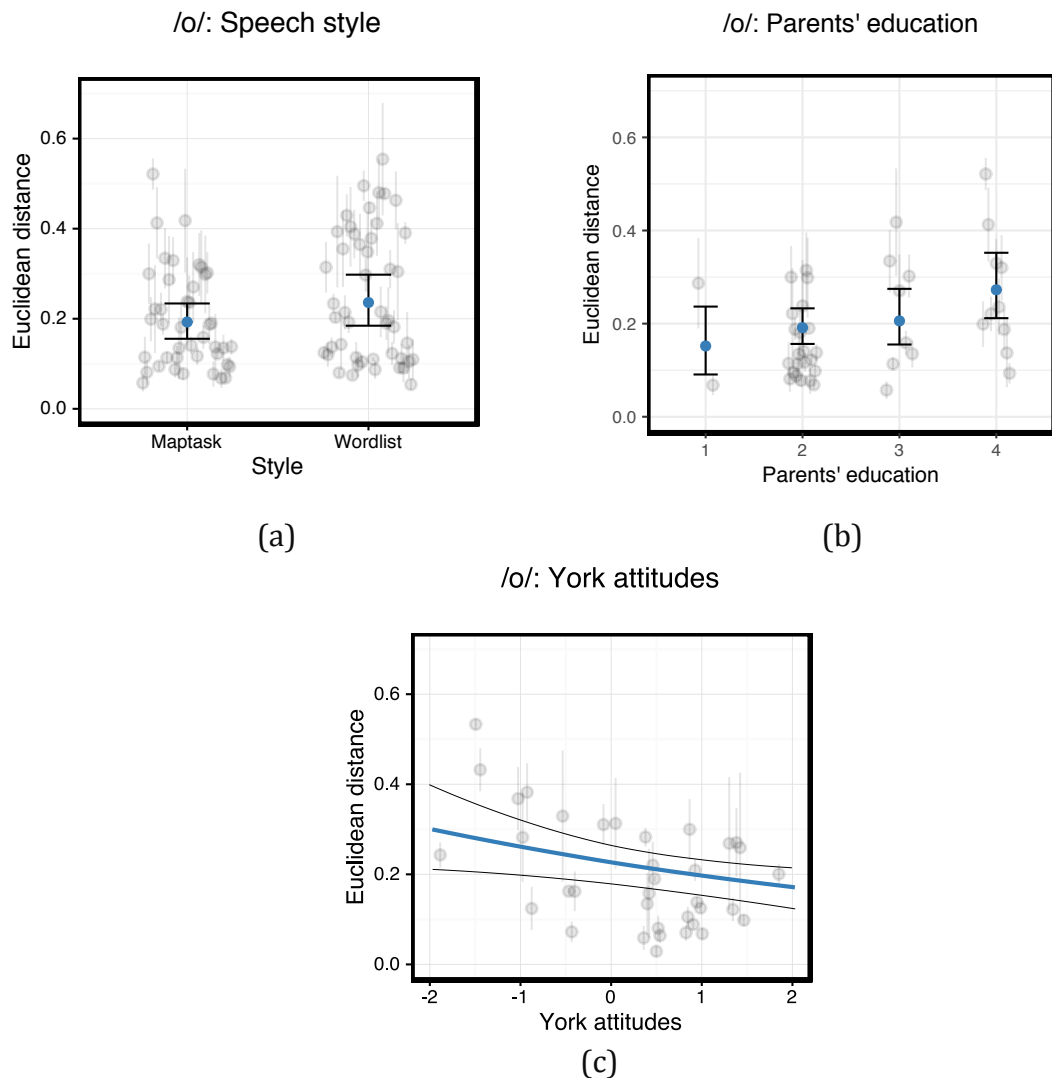 /o/: Speech style
Euclidean distance
0.6
0.4
0.2
0.0
Maptask Wordlist
Style
(a)
/o/: Parents' education
Euclidean distance
0.6
0.4
0.2
0.0
1 2 3 4
Parents' education
(b)
/o/: York attitudes
Euclidean distance
0.6
0.4
0.2
0.0
-2 -1 0 1 2
York attitudes
(c)